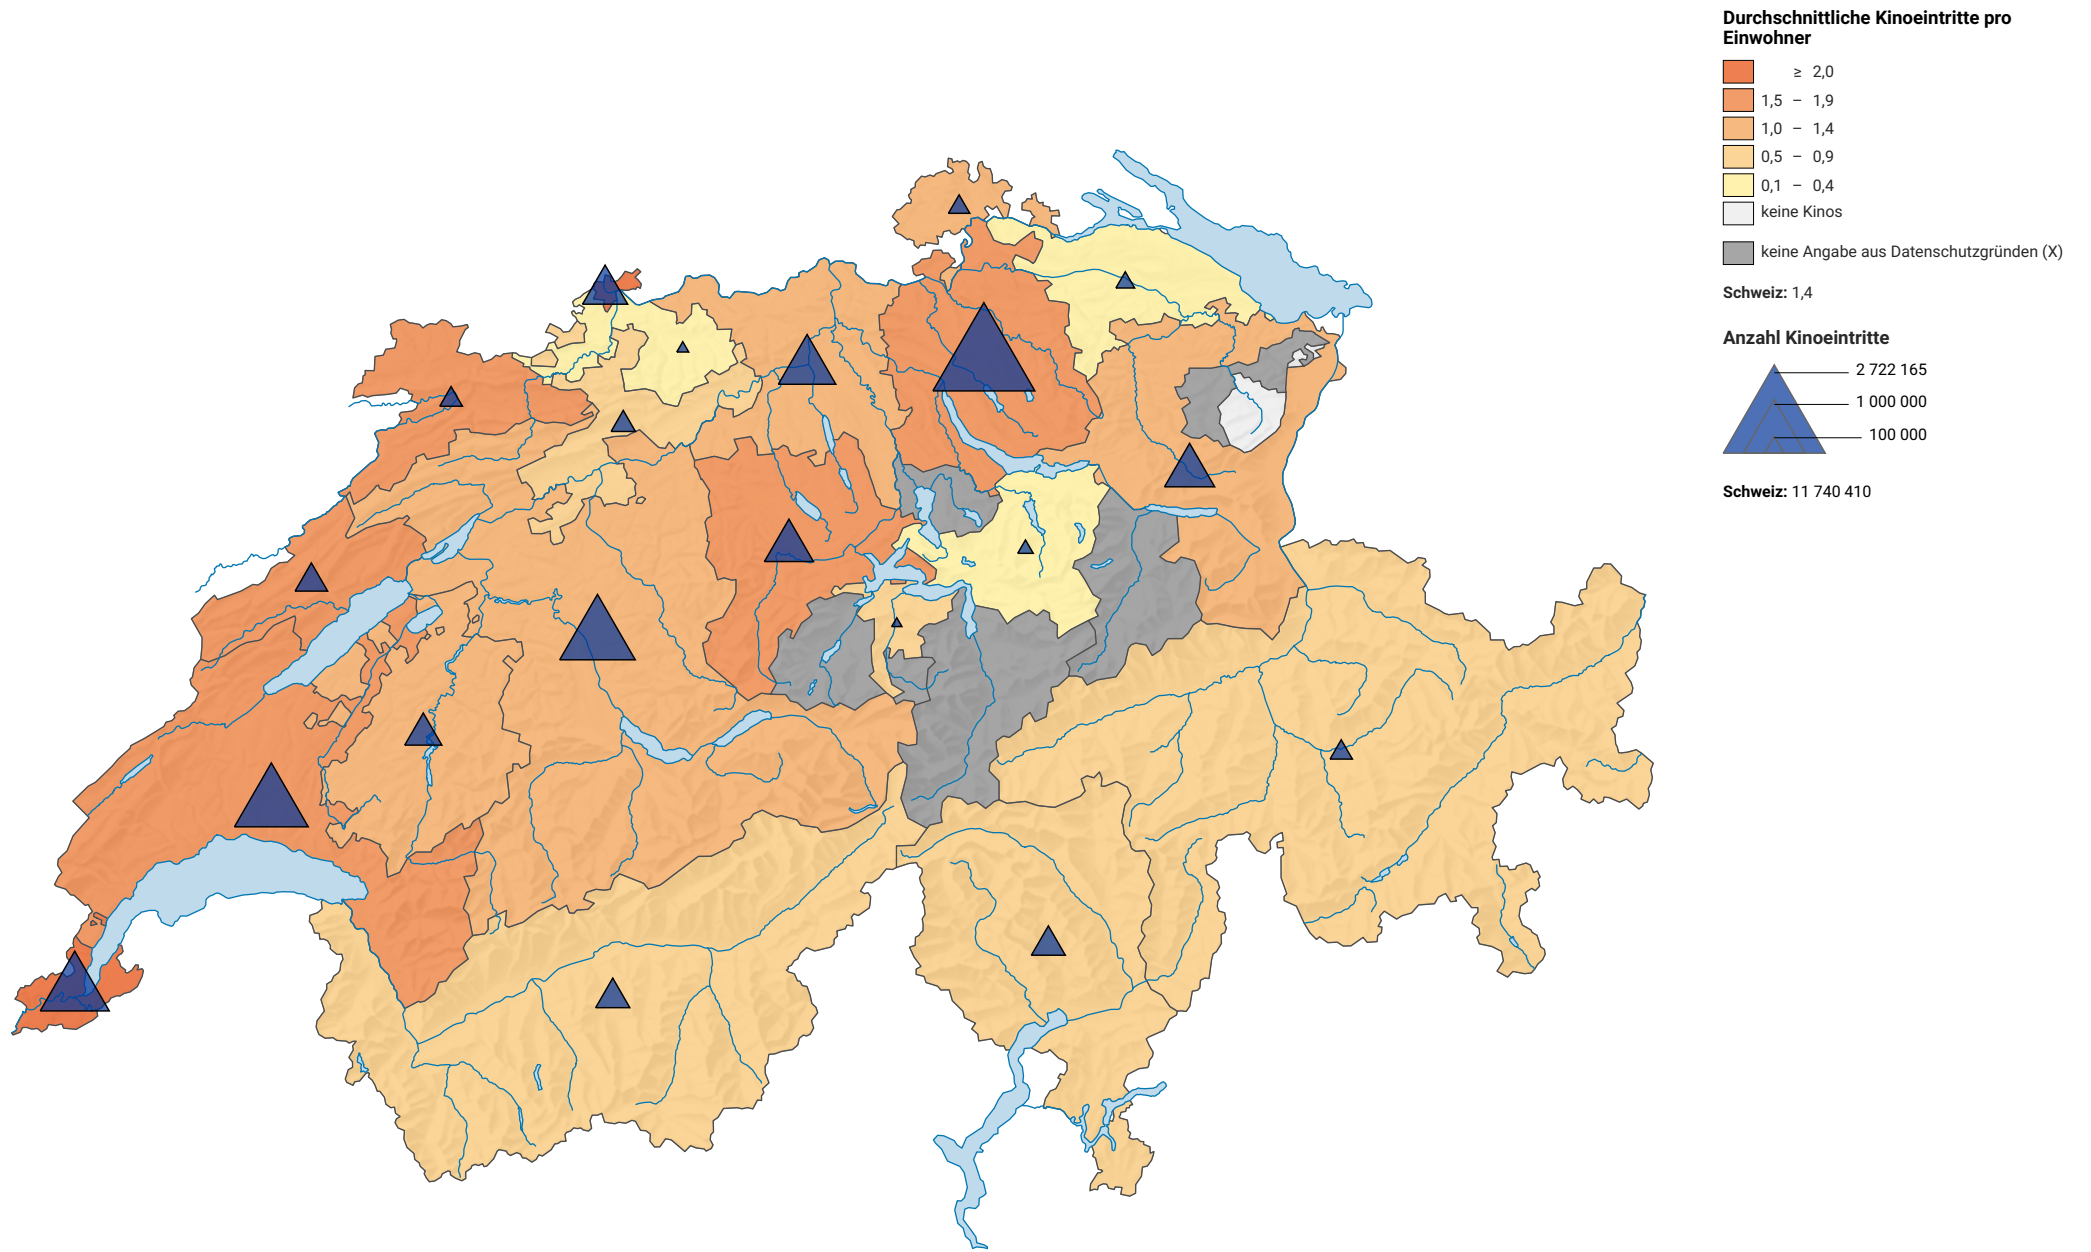 Durchschnittliche Kinoeintritte pro
Einwohner
≥ 2,0
1,5 – 1,9
1,0 – 1,4
0,5 – 0,9
0,1 – 0,4
keine Kinos
keine Angabe aus Datenschutzgründen (X)
Schweiz: 1,4
Anzahl Kinoeintritte
2 722 165
1 000 000
100 000
Schweiz: 11 740 410